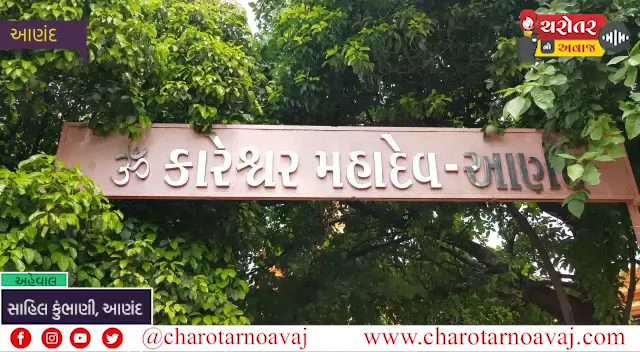 આણંદ
ચરોતર
નો અવાજ
ૐ કારેશ્વર મહાદેવ-આણ
અહેવાલ
સાહિલ કુંભાણી, આણંદ
@charotarnoavaj
www.charotarnoavaj.com